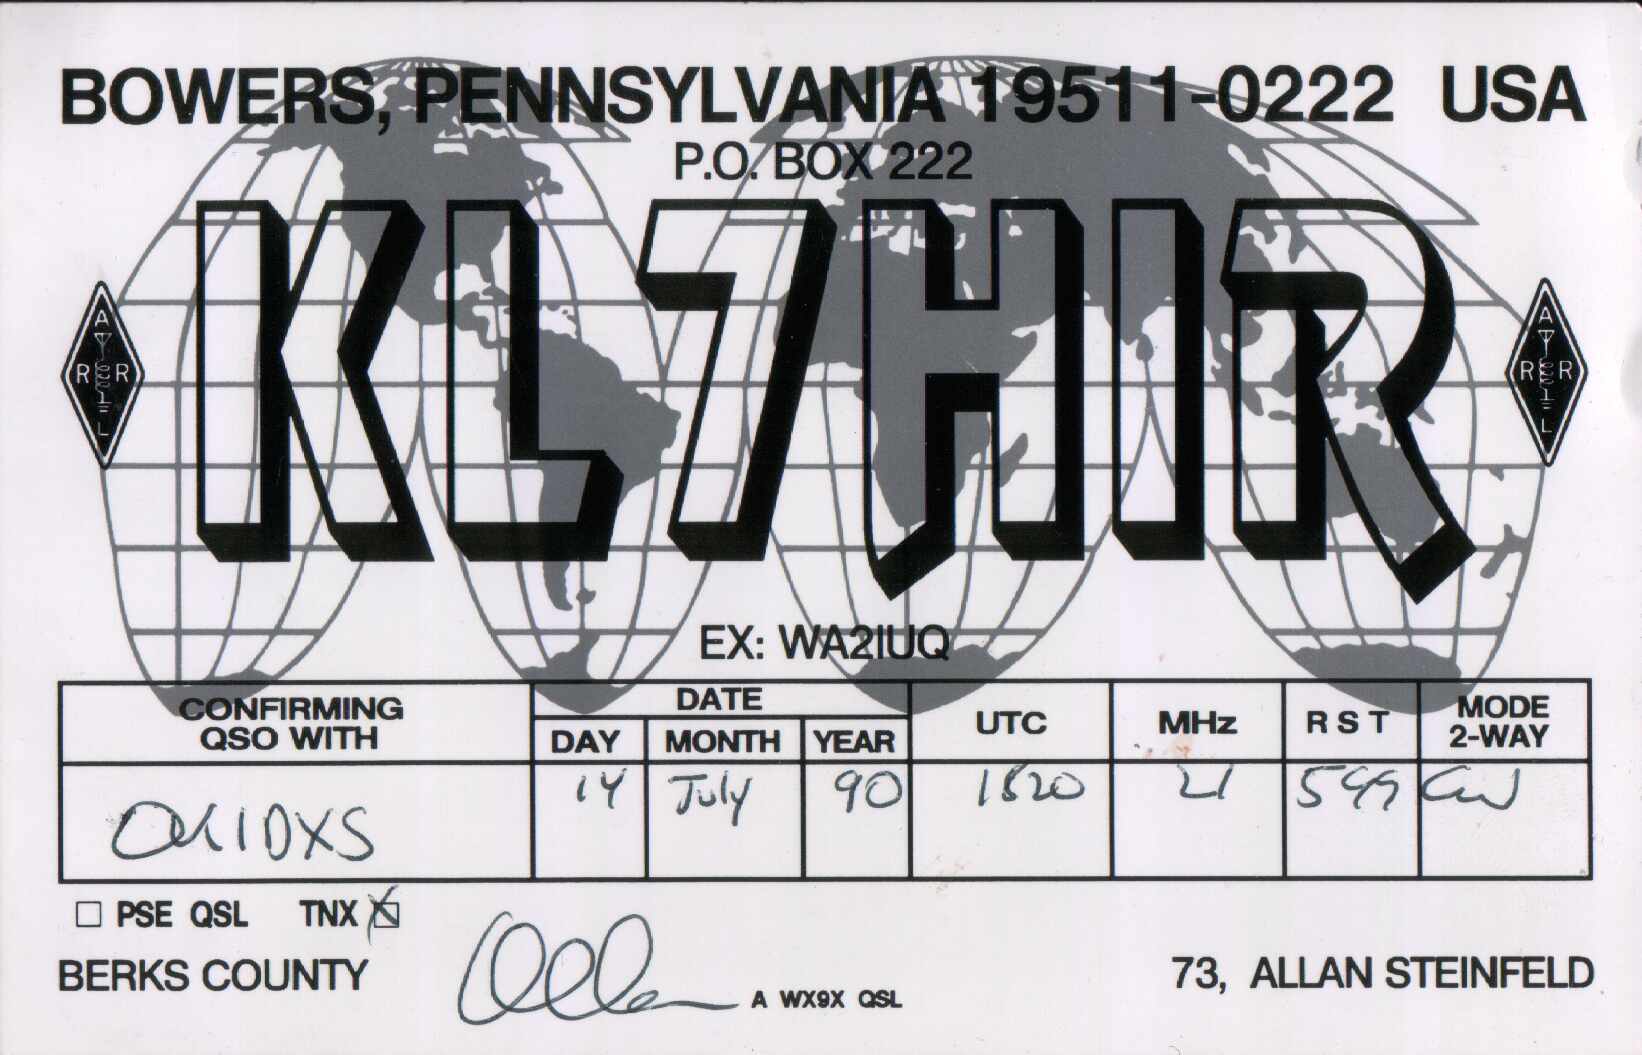 BOWERS, PENNSYLVANIA 19511-0222 USA
P.O. BOX 222
KL7HIR
A
R R
L
A
R R
L
EX: WA2IUQ
CONFIRMING QSO WITH
DATE
DAY MONTH YEAR
UTC
MHz
RST
MODE 2-WAY
OK1DXS
14 July 90 1820 21 599 CW
PSE QSL TNX
BERKS COUNTY
Allan
A WX9X QSL
73, ALLAN STEINFELD